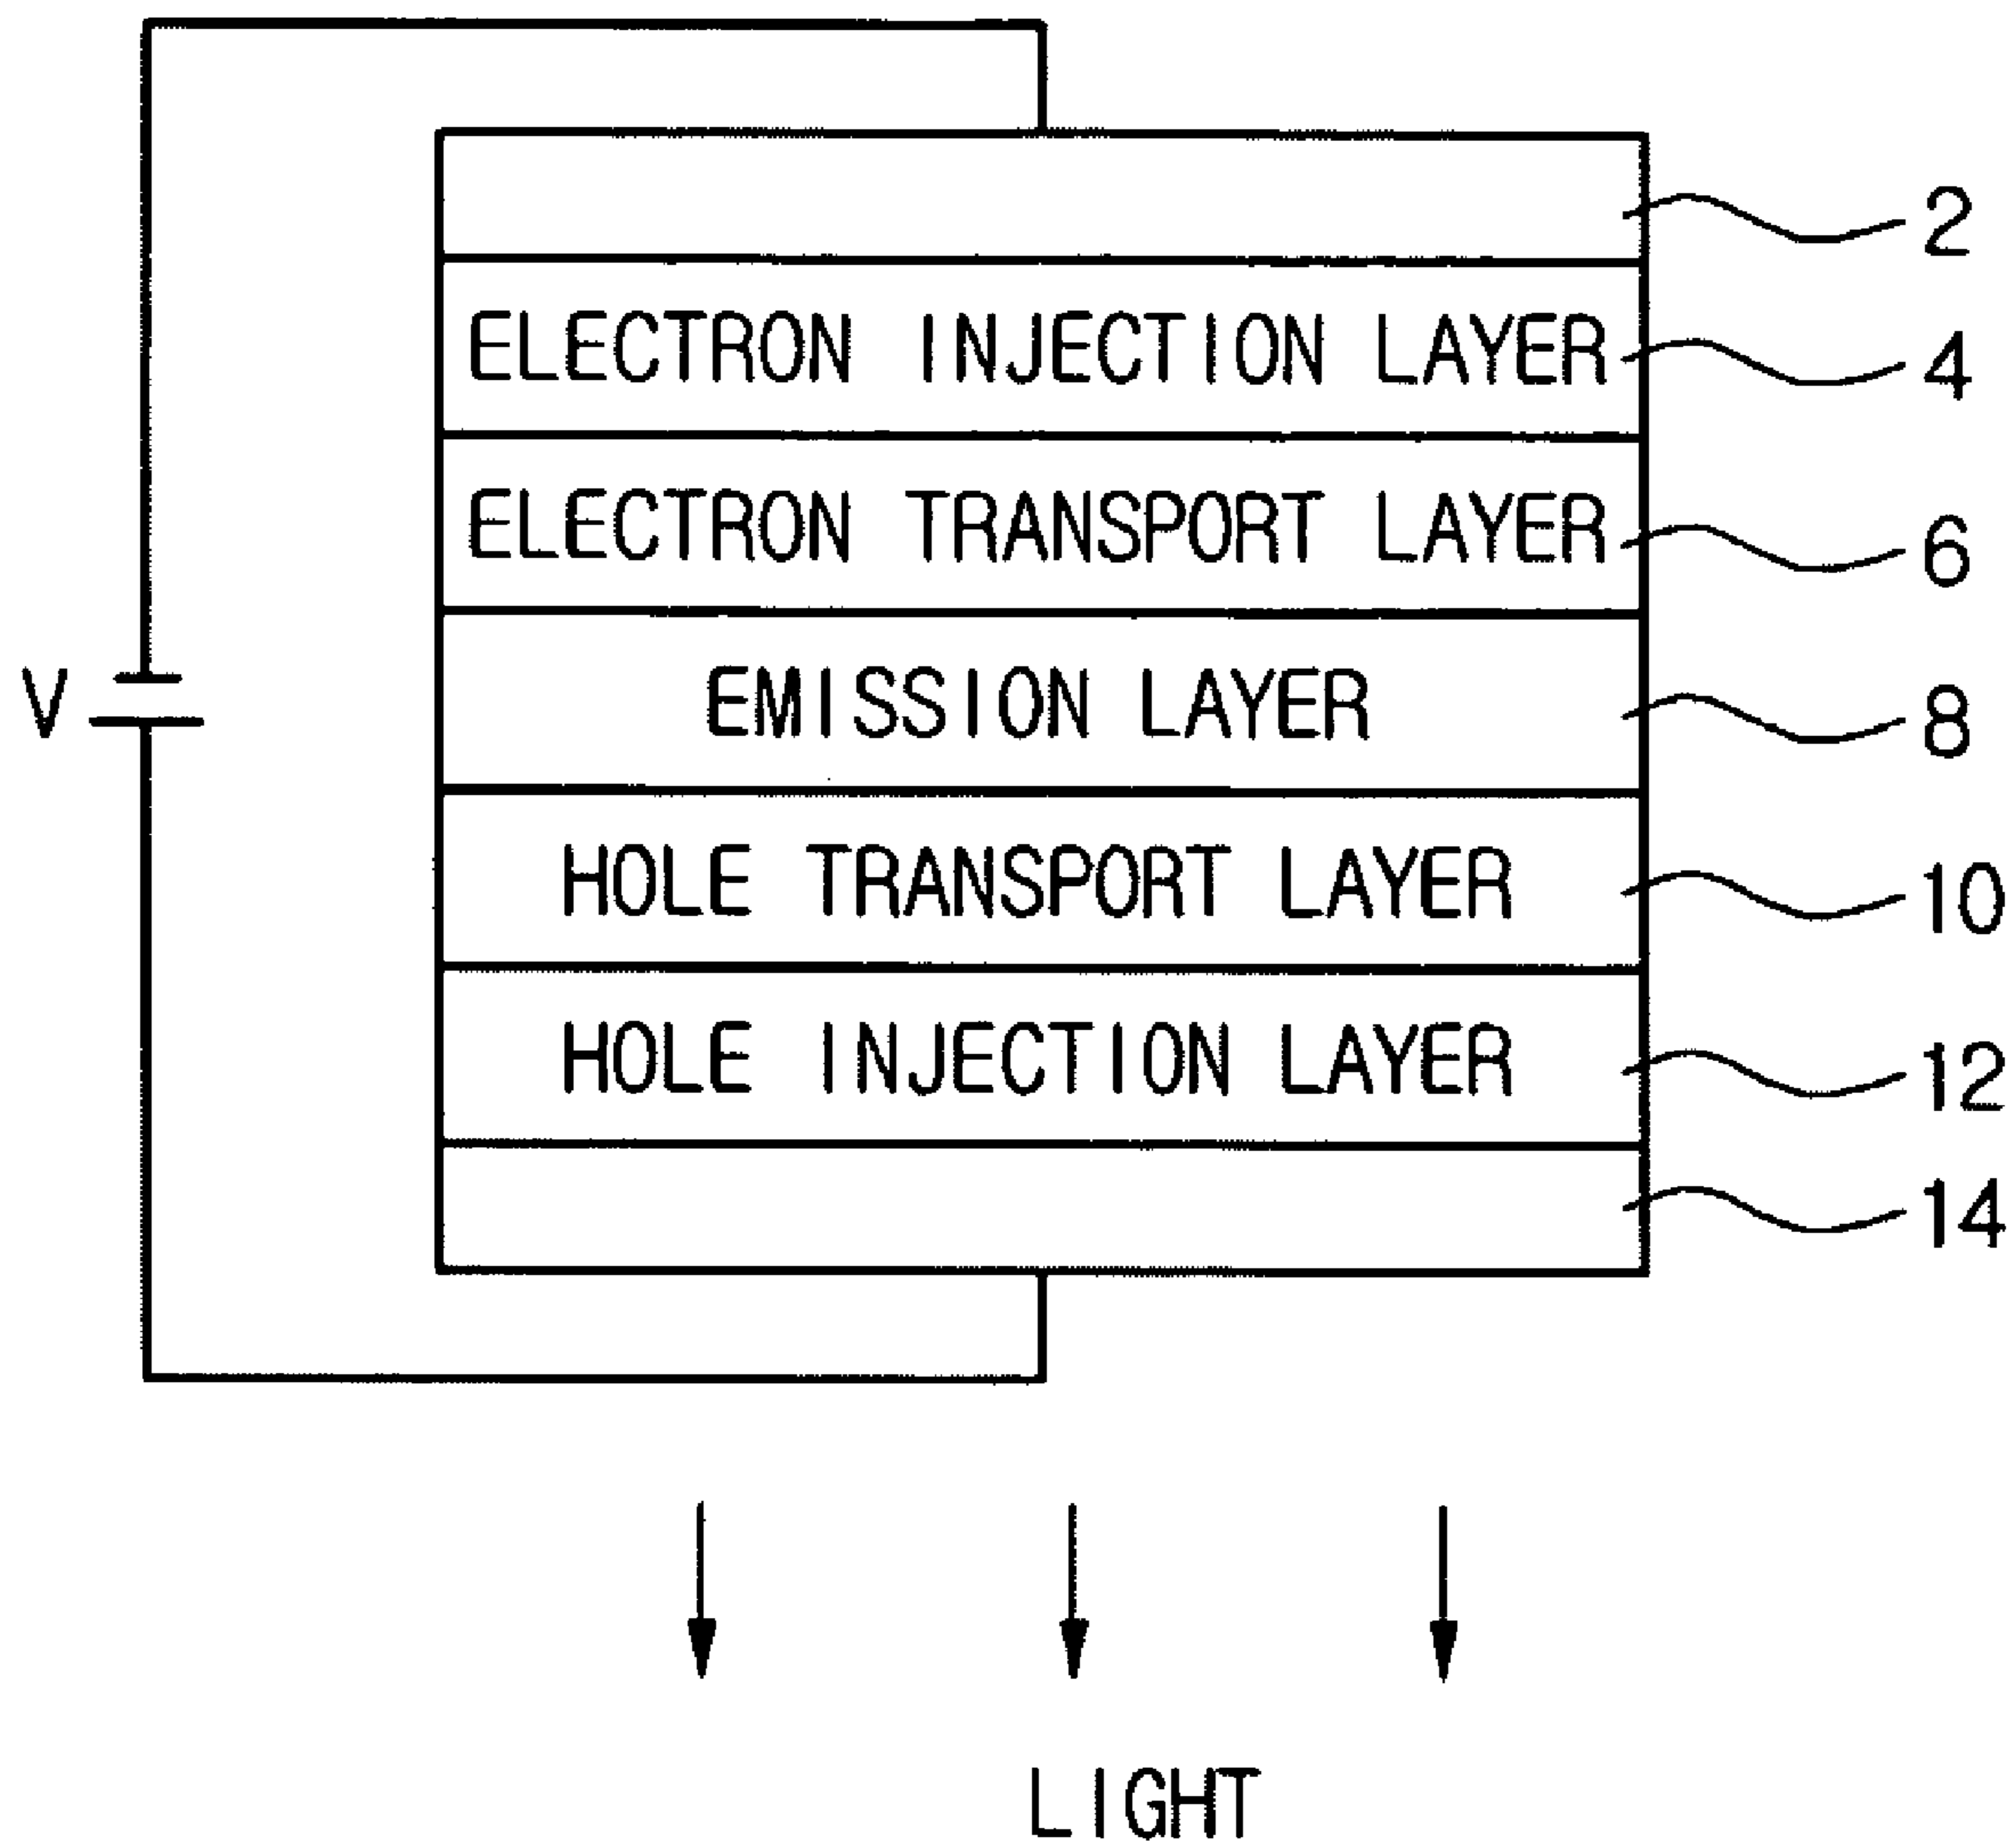 2
ELECTRON INJECTION LAYER 4
ELECTRON TRANSPORT LAYER 6
V
EMISSION LAYER 8
HOLE TRANSPORT LAYER 10
HOLE INJECTION LAYER 12
14
LIGHT